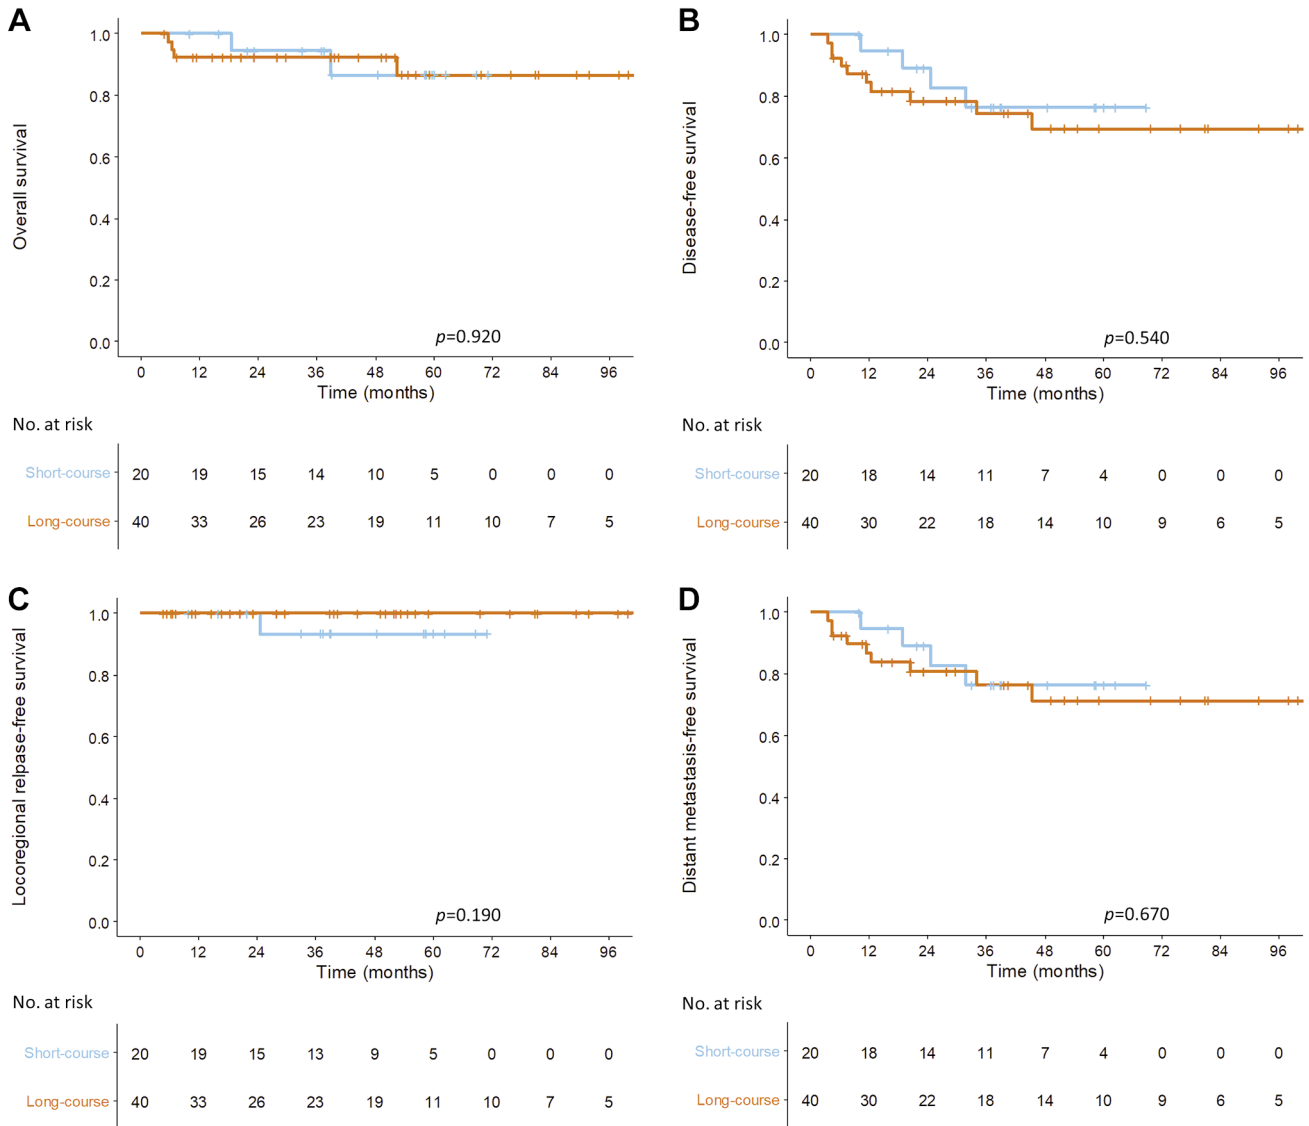 A
Overall survival
1.0
0.8
0.6
0.4
0.2
0.0
p=0.920
0 12 24 36 48 60 72 84 96
Time (months)
No. at risk
Short-course 20 19 15 14 10 5 0 0 0
Long-course 40 33 26 23 19 11 10 7 5
B
Disease-free survival
1.0
0.8
0.6
0.4
0.2
0.0
p=0.540
0 12 24 36 48 60 72 84 96
Time (months)
No. at risk
Short-course 20 18 14 11 7 4 0 0 0
Long-course 40 30 22 18 14 10 9 6 5
C
Locoregional relpase-free survival
1.0
0.8
0.6
0.4
0.2
0.0
p=0.190
0 12 24 36 48 60 72 84 96
Time (months)
No. at risk
Short-course 20 19 15 13 9 5 0 0 0
Long-course 40 33 26 23 19 11 10 7 5
D
Distant metastasis-free survival
1.0
0.8
0.6
0.4
0.2
0.0
p=0.670
0 12 24 36 48 60 72 84 96
Time (months)
No. at risk
Short-course 20 18 14 11 7 4 0 0 0
Long-course 40 30 22 18 14 10 9 6 5